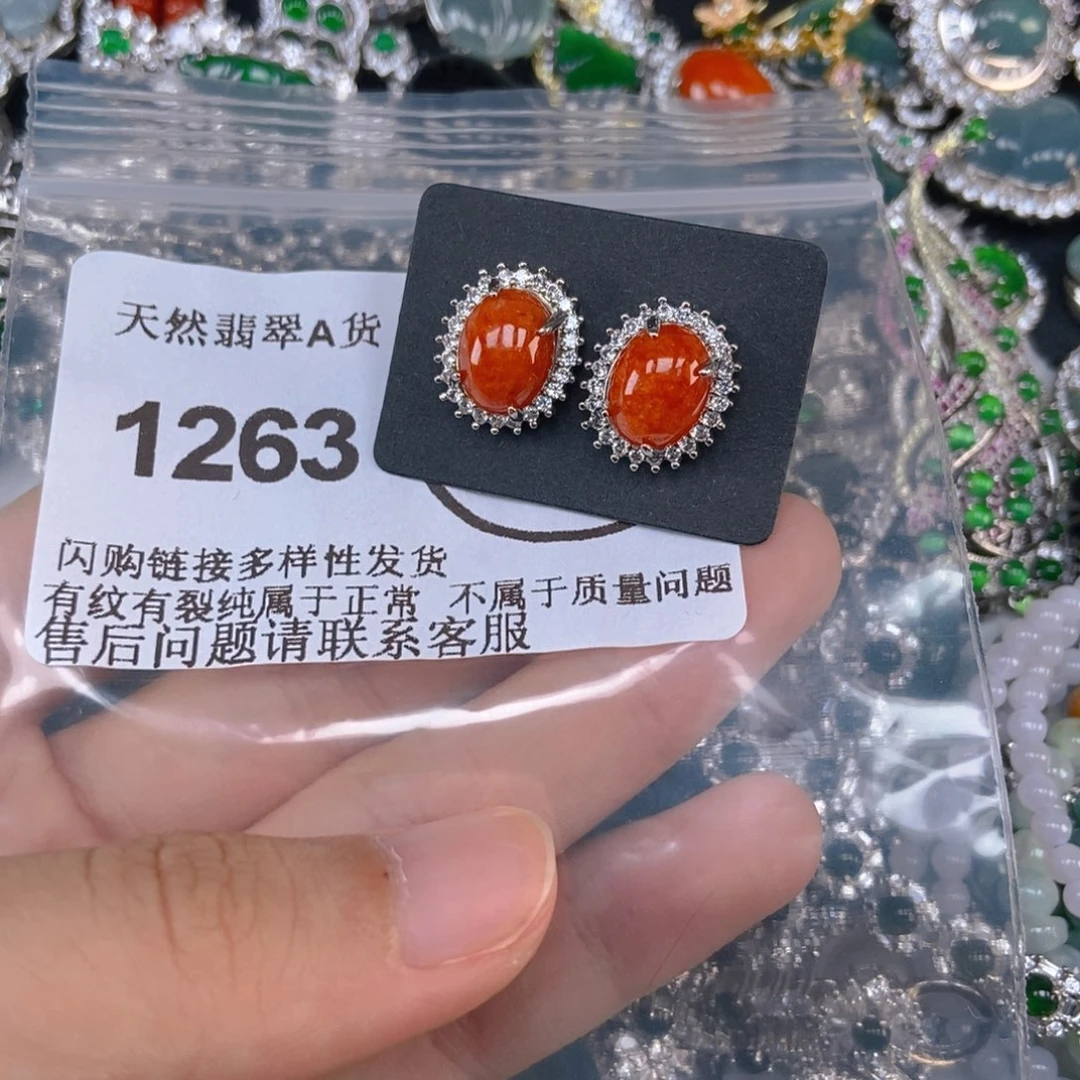 天然翡翠A货
1263
闪购链接多样性发货
有纹有裂纯属于正常 不属于质量问题
售后问题请联系客服